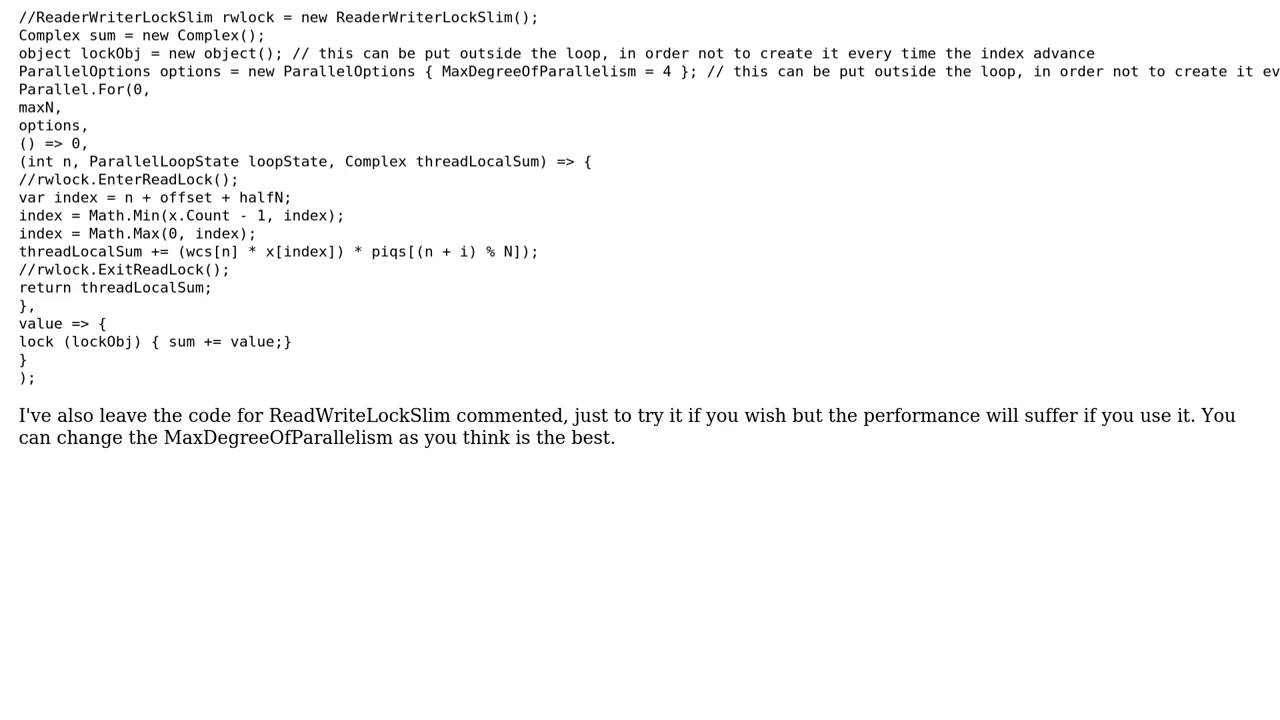 //ReaderWriterLockSlim rwlock = new ReaderWriterLockSlim();
Complex sum = new Complex();
object lockObj = new object(); // this can be put outside the loop, in order not to create it every time the index advance
ParallelOptions options = new ParallelOptions { MaxDegreeOfParallelism = 4 }; // this can be put outside the loop, in order not to create it ev
Parallel.For(0,
maxN,
options,
() => 0,
(int n, ParallelLoopState loopState, Complex threadLocalSum) => {
//rwlock.EnterReadLock();
var index = n + offset + halfN;
index = Math.Min(x.Count - 1, index);
index = Math.Max(0, index);
threadLocalSum += (wcs[n] * x[index]) * piqs[(n + i) % N]);
//rwlock.ExitReadLock();
return threadLocalSum;
},
value => {
lock (lockObj) { sum += value;}
}
);
I've also leave the code for ReadWriteLockSlim commented, just to try it if you wish but the performance will suffer if you use it. You
can change the MaxDegreeOfParallelism as you think is the best.